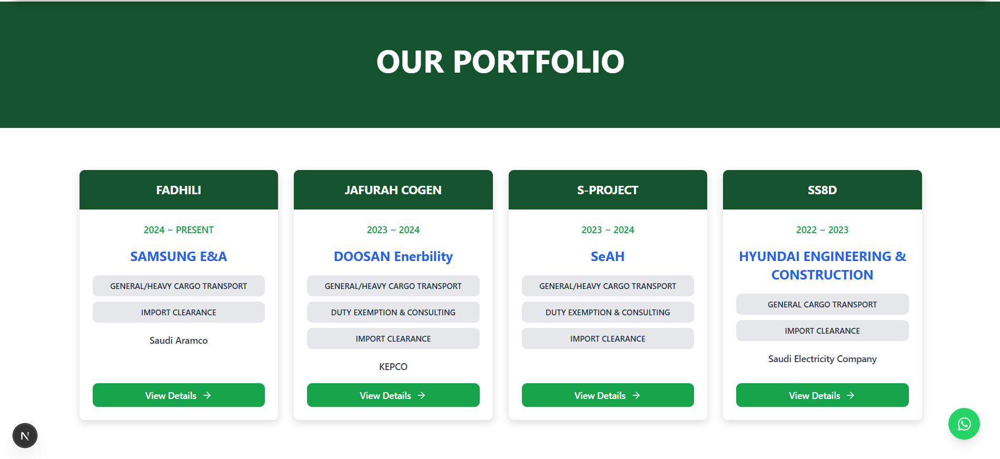 OUR PORTFOLIO
FADHILI
2024 ~ PRESENT
SAMSUNG E&A
GENERAL/HEAVY CARGO TRANSPORT
IMPORT CLEARANCE
Saudi Aramco
View Details
JAFURAH COGEN
2023 ~ 2024
DOOSAN Enerbility
GENERAL/HEAVY CARGO TRANSPORT
DUTY EXEMPTION & CONSULTING
IMPORT CLEARANCE
KEPCO
View Details
S-PROJECT
2023 ~ 2024
SeAH
GENERAL/HEAVY CARGO TRANSPORT
DUTY EXEMPTION & CONSULTING
IMPORT CLEARANCE
View Details
SS8D
2022 ~ 2023
HYUNDAI ENGINEERING &
CONSTRUCTION
GENERAL CARGO TRANSPORT
IMPORT CLEARANCE
Saudi Electricity Company
View Details
N